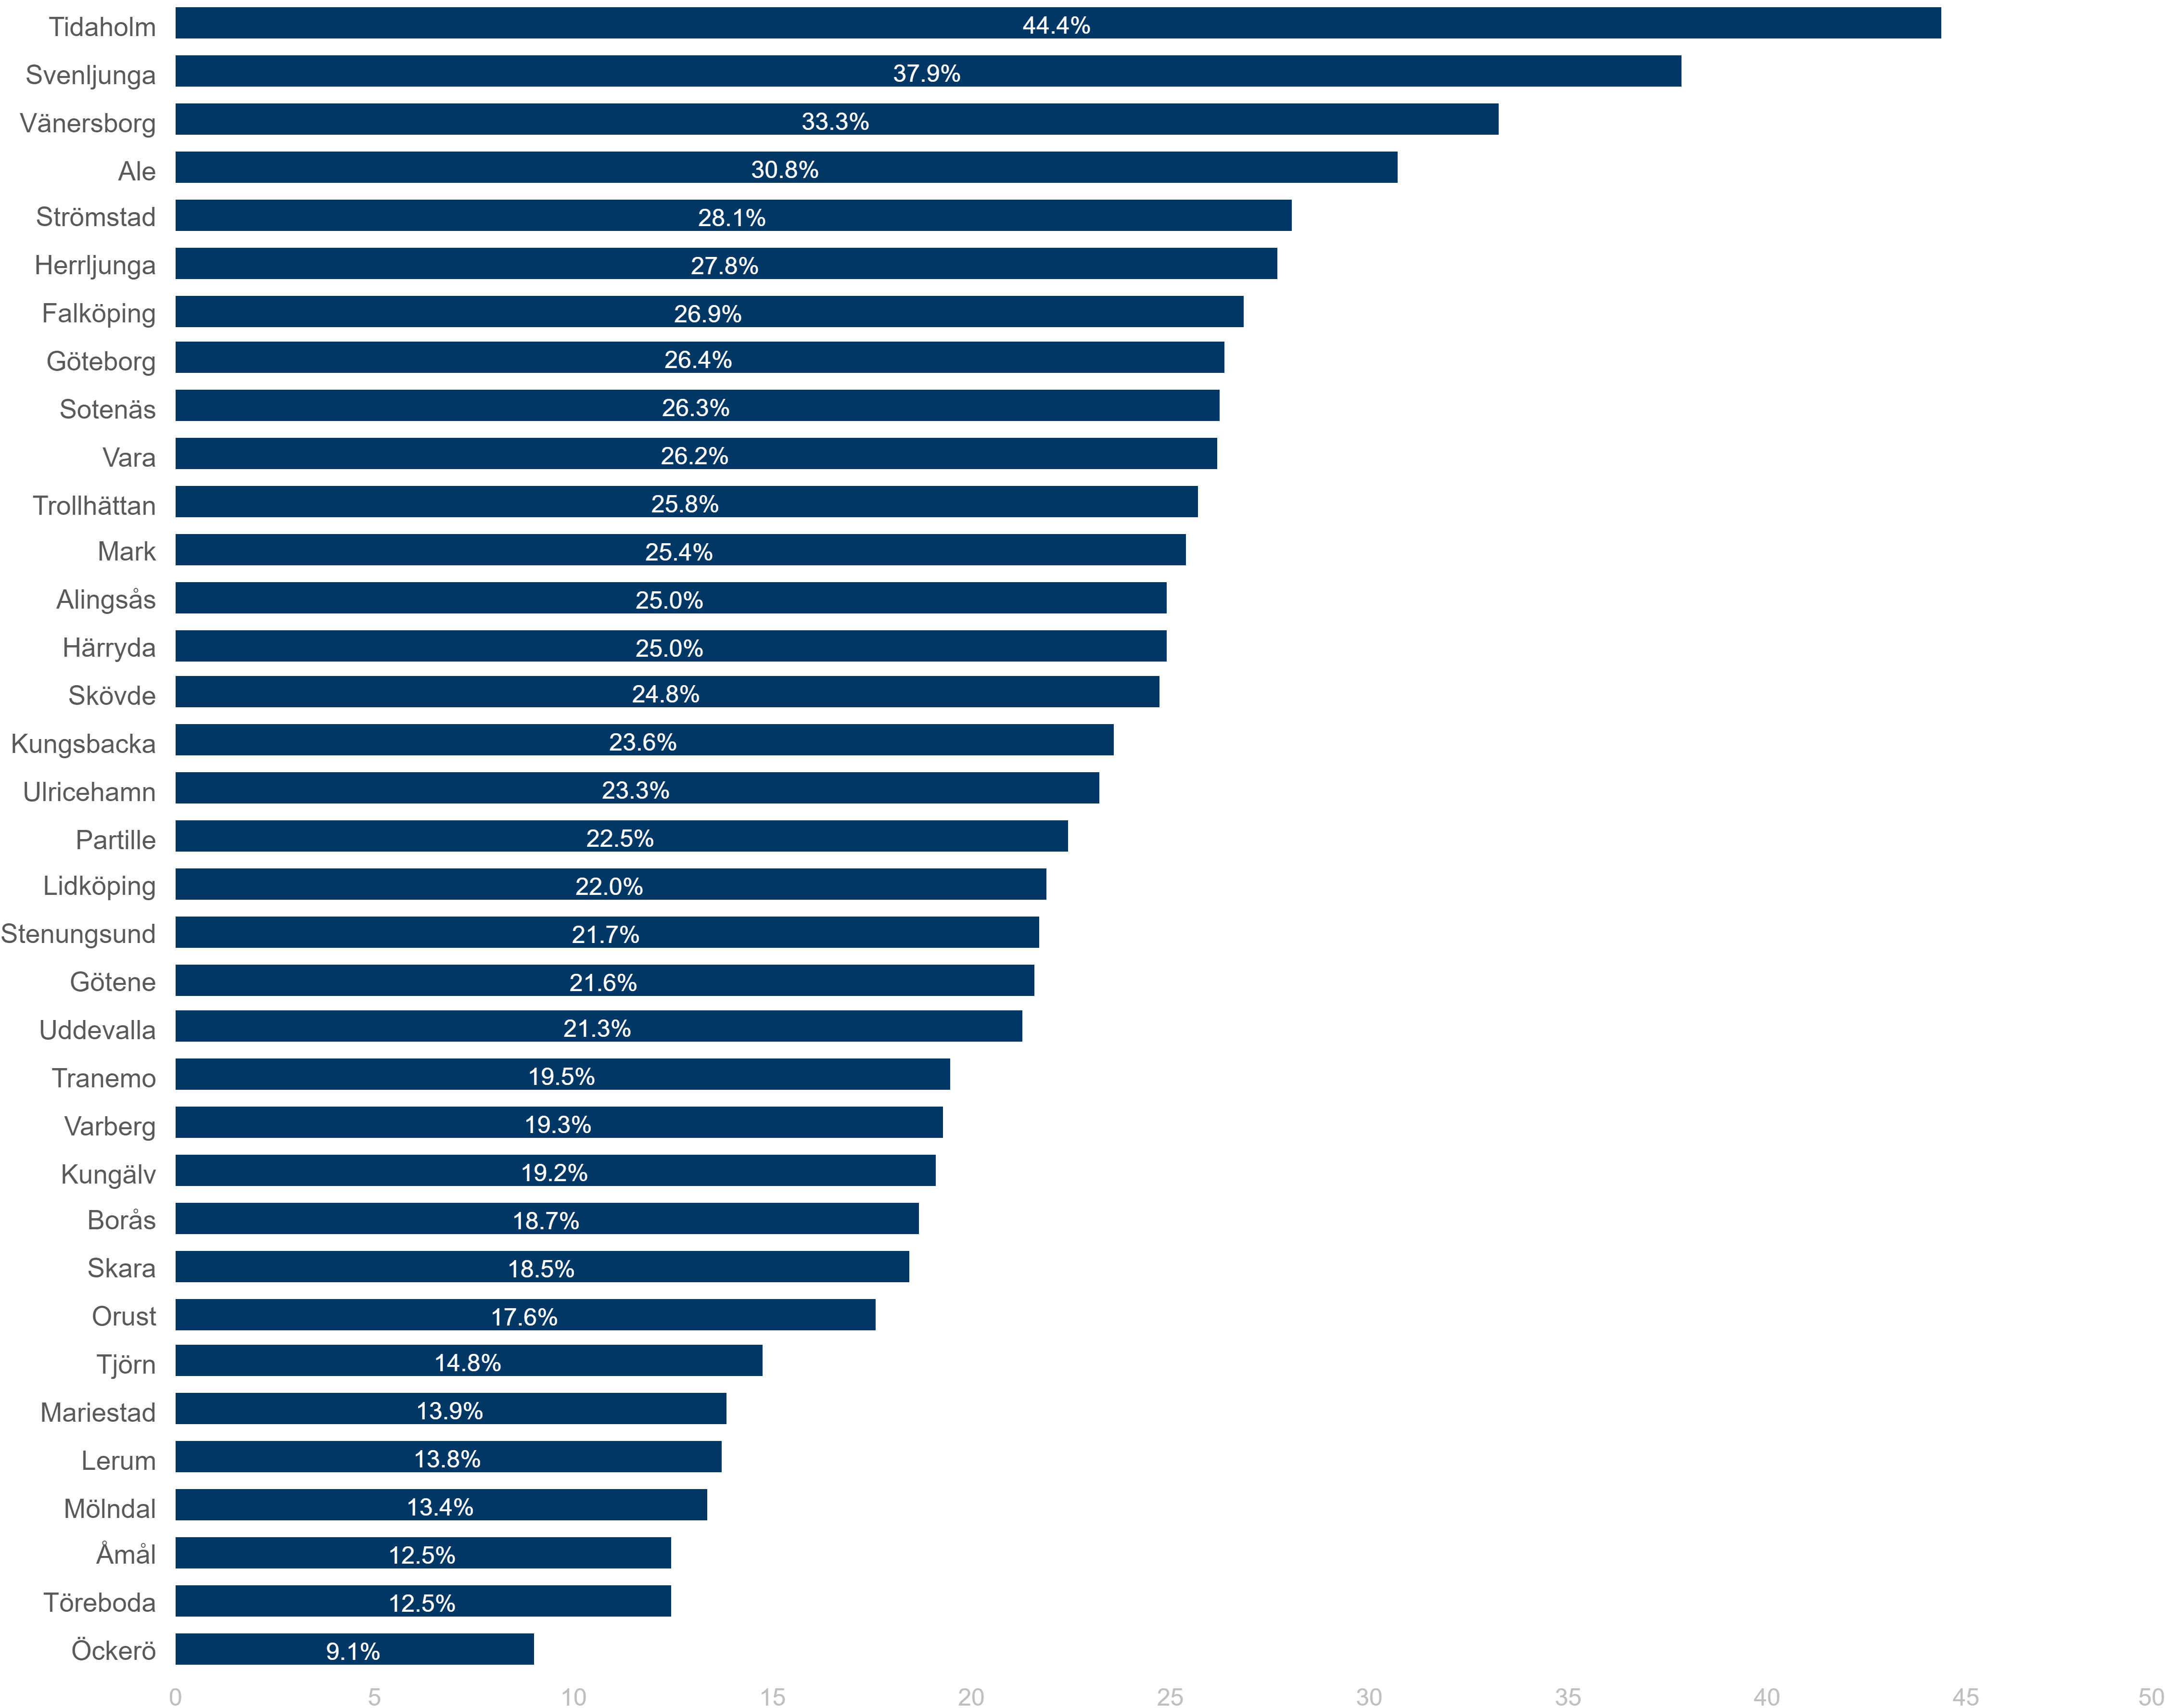 Tidaholm 44.4%
Svenljunga 37.9%
Vänersborg 33.3%
Ale 30.8%
Strömstad 28.1%
Herrljunga 27.8%
Falköping 26.9%
Göteborg 26.4%
Sotenäs 26.3%
Vara 26.2%
Trollhättan 25.8%
Mark 25.4%
Alingsås 25.0%
Härryda 25.0%
Skövde 24.8%
Kungsbacka 23.6%
Ulricehamn 23.3%
Partille 22.5%
Lidköping 22.0%
Stenungsund 21.7%
Götene 21.6%
Uddevalla 21.3%
Tranemo 19.5%
Varberg 19.3%
Kungälv 19.2%
Borås 18.7%
Skara 18.5%
Orust 17.6%
Tjörn 14.8%
Mariestad 13.9%
Lerum 13.8%
Mölndal 13.4%
Åmål 12.5%
Töreboda 12.5%
Öckerö 9.1%
0 5 10 15 20 25 30 35 40 45 50